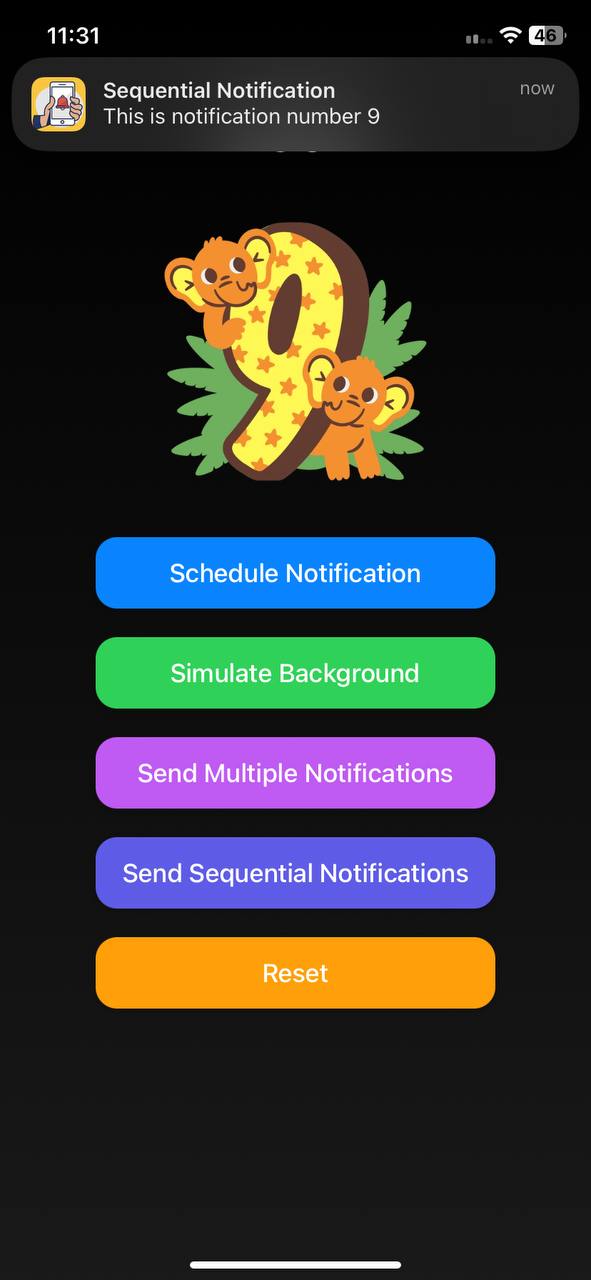 11:31
46
Sequential Notification
now
This is notification number 9
9
Schedule Notification
Simulate Background
Send Multiple Notifications
Send Sequential Notifications
Reset